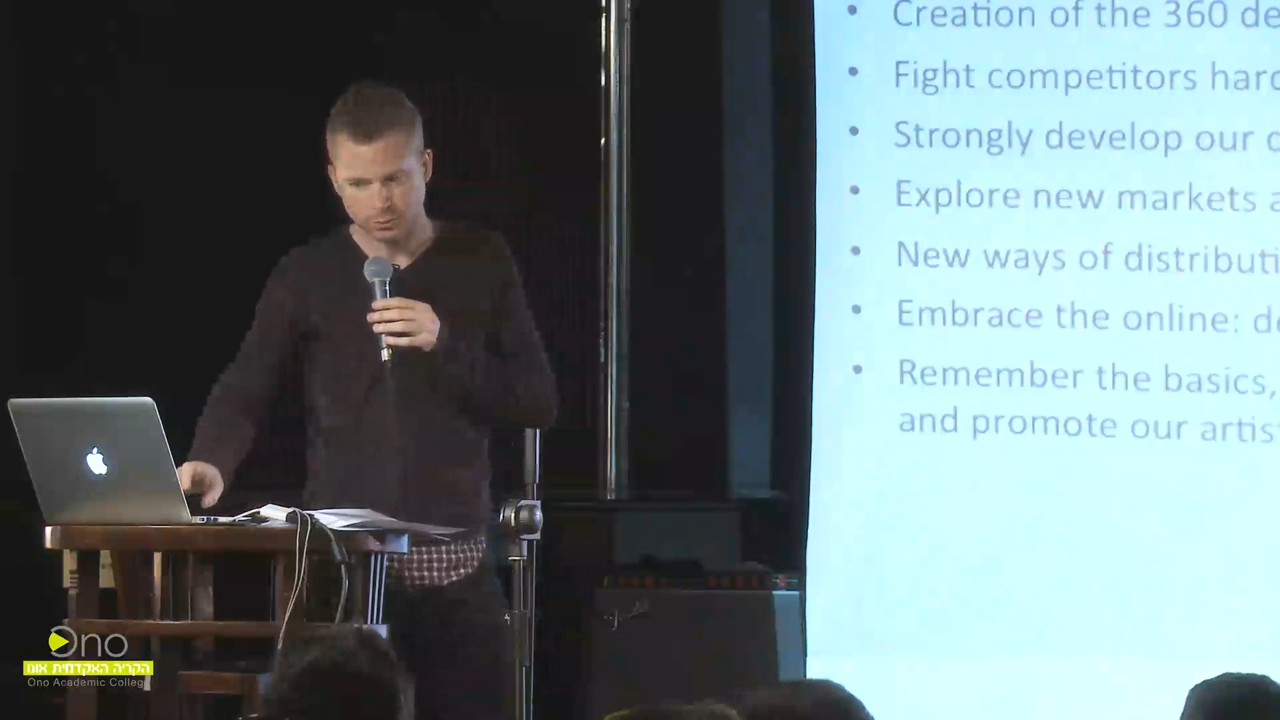 Creation of the 360 de
Fight competitors hard
Strongly develop our
Explore new markets a
New ways of distributi
Embrace the online: d
Remember the basics,
and promote our artis
Ono
הקריה האקדמית אונו
Ono Academic College